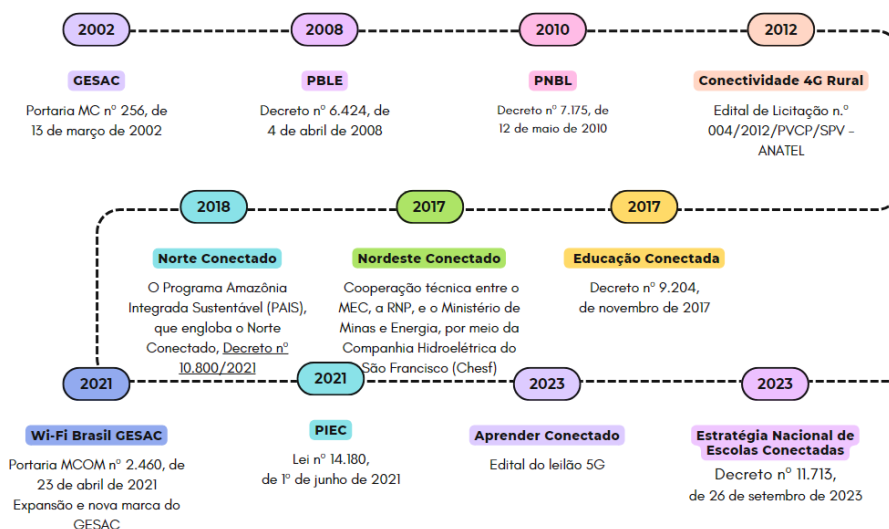 2002
GESAC
Portaria MC nº 256, de
13 de março de 2002
2008
PBLE
Decreto nº 6.424, de
4 de abril de 2008
2010
PNBL
Decreto nº 7.175, de
12 de maio de 2010
2012
Conectividade 4G Rural
Edital de Licitação n.º
004/2012/PVCP/SPV -
ANATEL
2018
Norte Conectado
O Programa Amazônia
Integrada Sustentável (PAIS),
que engloba o Norte
Conectado, Decreto nº
10.800/2021
2017
Nordeste Conectado
Cooperação técnica entre o
MEC, a RNP, e o Ministério de
Minas e Energia, por meio da
Companhia Hidroelétrica do
São Francisco (Chesf)
2017
Educação Conectada
Decreto nº 9.204,
de novembro de 2017
2021
Wi-Fi Brasil GESAC
Portaria MCOM nº 2.460, de
23 de abril de 2021
Expansão e nova marca do
GESAC
2021
PIEC
Lei nº 14.180,
de 1º de junho de 2021
2023
Aprender Conectado
Edital do leilão 5G
2023
Estratégia Nacional de
Escolas Conectadas
Decreto nº 11.713,
de 26 de setembro de 2023